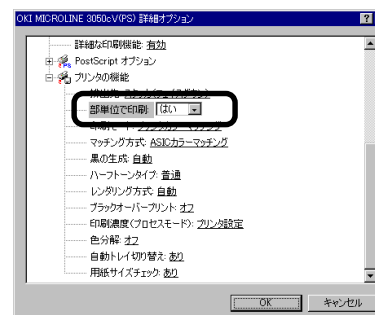 OKI MICROLINE 3050cV(PS) 詳細オプション
詳細な印刷機能: 有効
PostScript オプション
プリンタの機能
部単位で印刷: はい
マッチング方式: ASICカラーマッチング
黒の生成: 自動
ハーフトーンタイプ: 普通
レンダリング方式: 自動
ブラックオーバープリント: オフ
印刷濃度(プロセスモード): プリンタ設定
色分解: オフ
自動トレイ切り替え: あり
用紙サイズチェック: あり
OK キャンセル